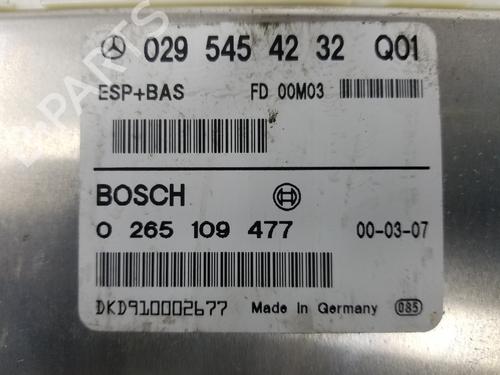 029 545 42 32 Q01
ESP+BAS FD 00M03
BOSCH
0 265 109 477 00-03-07
DKD910002677 Made in Germany 085